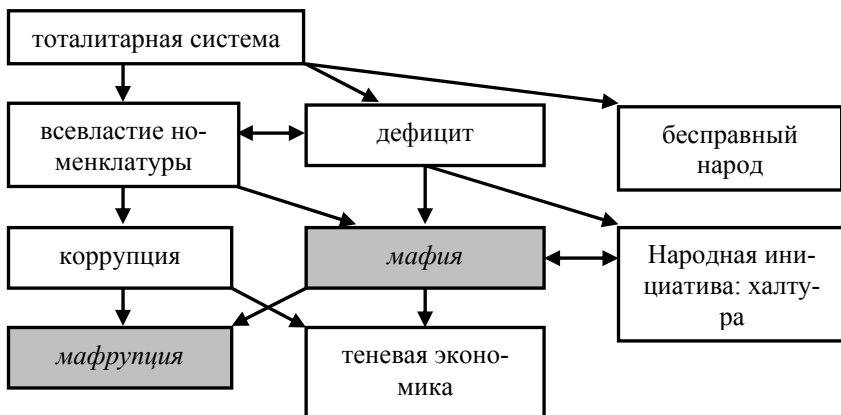 тоталитарная система
всевластие но-
менклатуры
дефицит
бесправный
народ
коррупция
мафия
Народная ини-
циатива: халту-
ра
мафрупция
теневая эконо-
мика